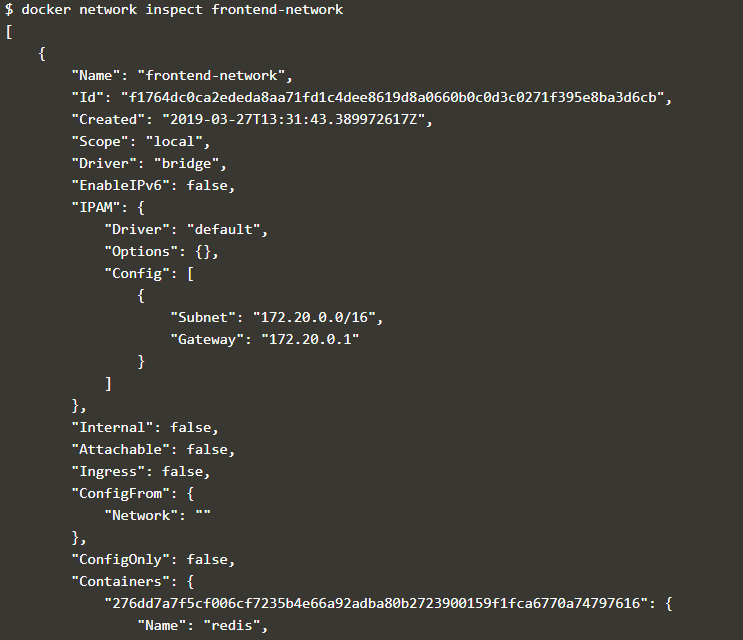 $ docker network inspect frontend-network
[
    {
        "Name": "frontend-network",
        "Id": "f1764dc0ca2ededa8aa71fd1c4dee8619d8a0660b0c0d3c0271f395e8ba3d6cb",
        "Created": "2019-03-27T13:31:43.389972617Z",
        "Scope": "local",
        "Driver": "bridge",
        "EnableIPv6": false,
        "IPAM": {
            "Driver": "default",
            "Options": {},
            "Config": [
                {
                    "Subnet": "172.20.0.0/16",
                    "Gateway": "172.20.0.1"
                }
            ]
        },
        "Internal": false,
        "Attachable": false,
        "Ingress": false,
        "ConfigFrom": {
            "Network": ""
        },
        "ConfigOnly": false,
        "Containers": {
            "276dd7a7f5cf006cf7235b4e66a92adba80b2723900159f1fca6770a74797616": {
                "Name": "redis",